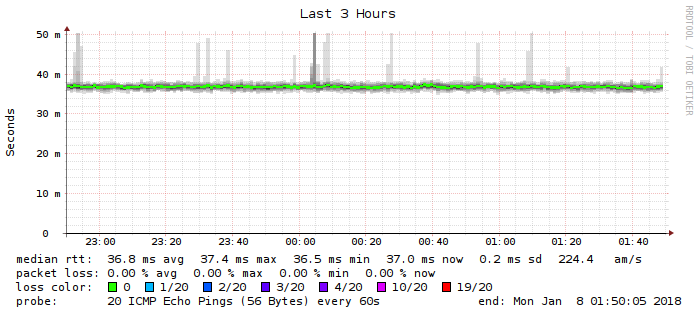 Last 3 Hours
RRDTOOL / TOBI OETIKER
Seconds
50 m
40 m
30 m
20 m
10 m
0
23:00 23:20 23:40 00:00 00:20 00:40 01:00 01:20 01:40
median rtt: 36.8 ms avg 37.4 ms max 36.5 ms min 37.0 ms now 0.2 ms sd 224.4 am/s
packet loss: 0.00 % avg 0.00 % max 0.00 % min 0.00 % now
loss color: 0 1/20 2/20 3/20 4/20 10/20 19/20
probe: 20 ICMP Echo Pings (56 Bytes) every 60s end: Mon Jan 8 01:50:05 2018